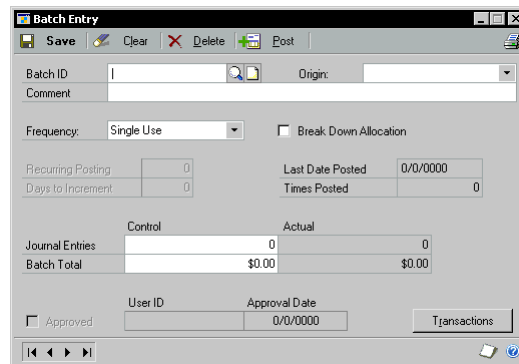 Batch Entry
Save Clear Delete Post
Batch ID Origin:
Comment
Frequency: Single Use Break Down Allocation
Recurring Posting 0 Last Date Posted 0/0/0000
Days to Increment 0 Times Posted 0
Control Actual
Journal Entries 0 0
Batch Total $0.00 $0.00
User ID Approval Date
Approved 0/0/0000 Transactions